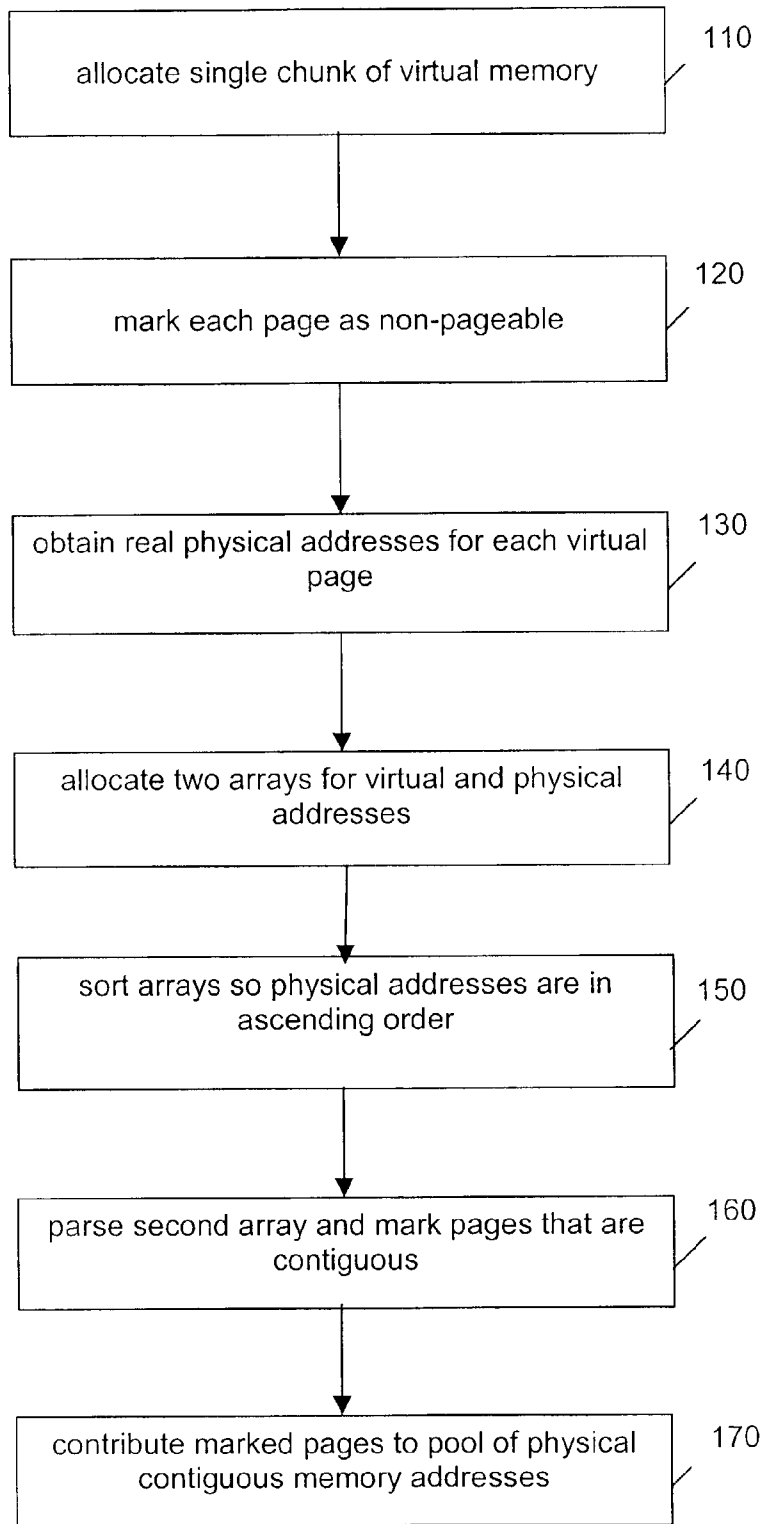 allocate single chunk of virtual memory
110
mark each page as non-pageable
120
obtain real physical addresses for each virtual
page
130
allocate two arrays for virtual and physical
addresses
140
sort arrays so physical addresses are in
ascending order
150
parse second array and mark pages that are
contiguous
160
contribute marked pages to pool of physical
contiguous memory addresses
170